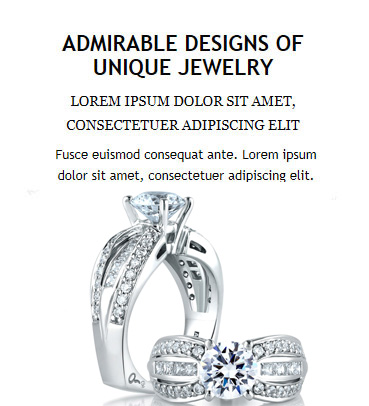 ADMIRABLE DESIGNS OF
UNIQUE JEWELRY
LOREM IPSUM DOLOR SIT AMET,
CONSECTETUER ADIPISCING ELIT
Fusce euismod consequat ante. Lorem ipsum
dolor sit amet, consectetuer adipiscing elit.